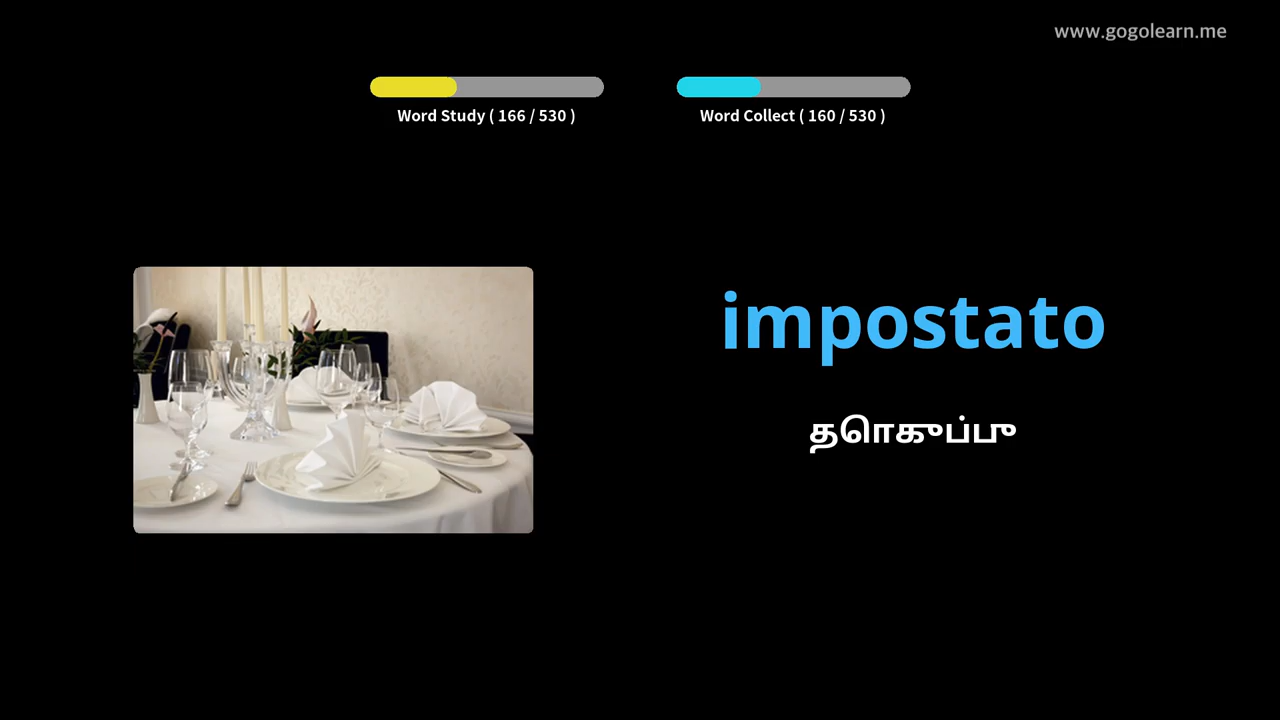 www.gogolearn.me
Word Study ( 166 / 530 )
Word Collect ( 160 / 530 )
impostato
தொகுப்பு